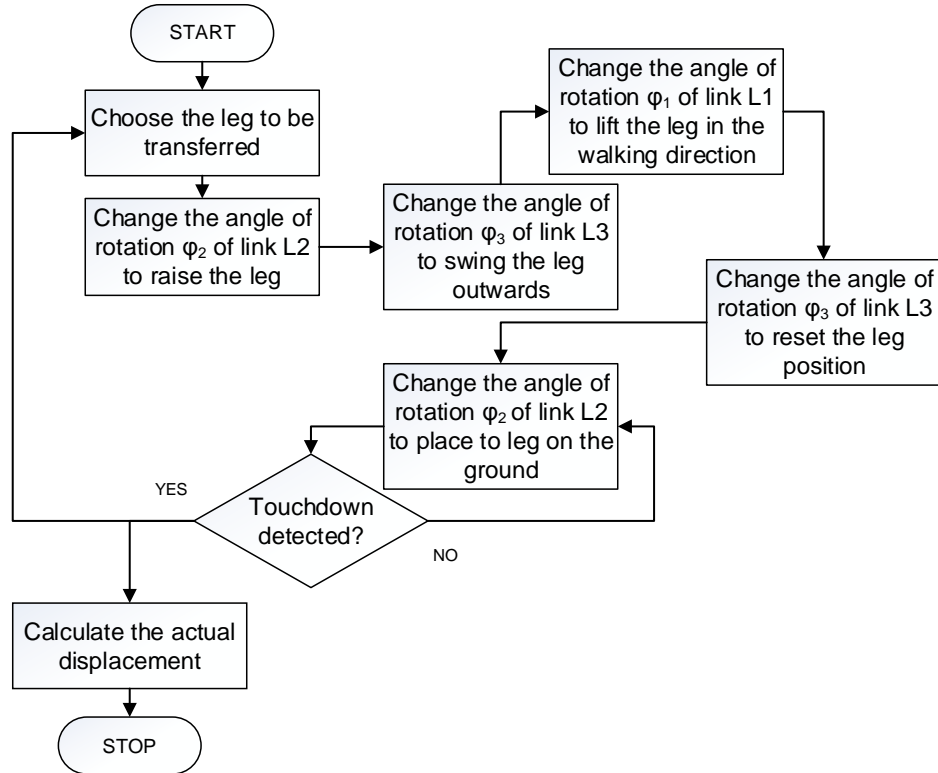 START
Choose the leg to be
transferred
Change the angle of
rotation φ₂ of link L2
to raise the leg
Change the angle of
rotation φ₃ of link L3
to swing the leg
outwards
Change the angle of
rotation φ₁ of link L1
to lift the leg in the
walking direction
Change the angle of
rotation φ₃ of link L3
to reset the leg
position
Change the angle of
rotation φ₂ of link L2
to place to leg on the
ground
Touchdown
detected?
YES
NO
Calculate the actual
displacement
STOP